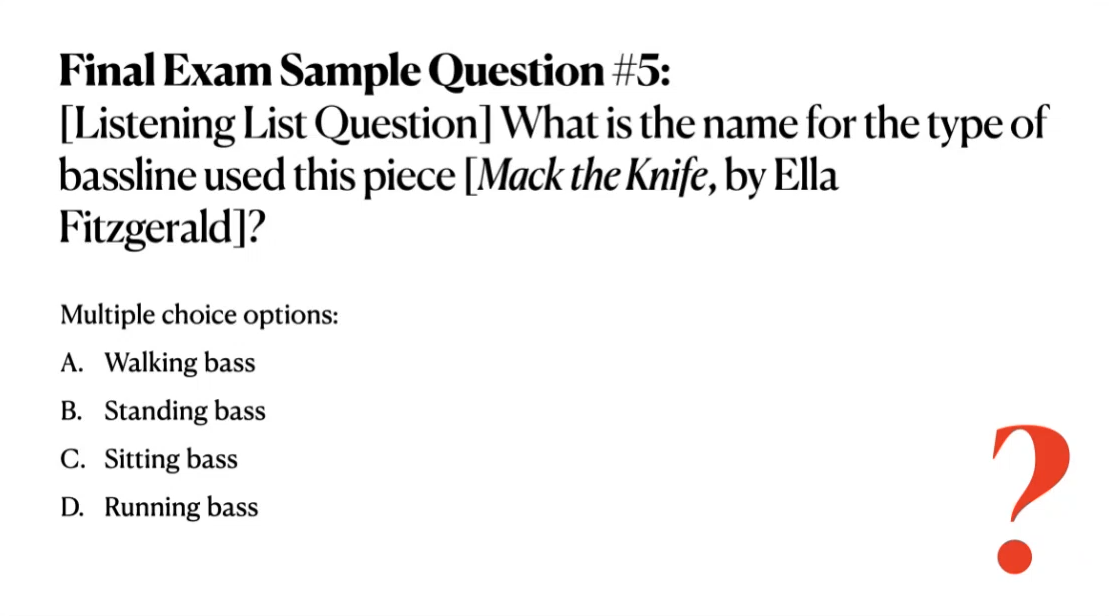 Final Exam Sample Question #5:
[Listening List Question] What is the name for the type of
bassline used this piece [Mack the Knife, by Ella
Fitzgerald]?
Multiple choice options:
A. Walking bass
B. Standing bass
C. Sitting bass
D. Running bass
?